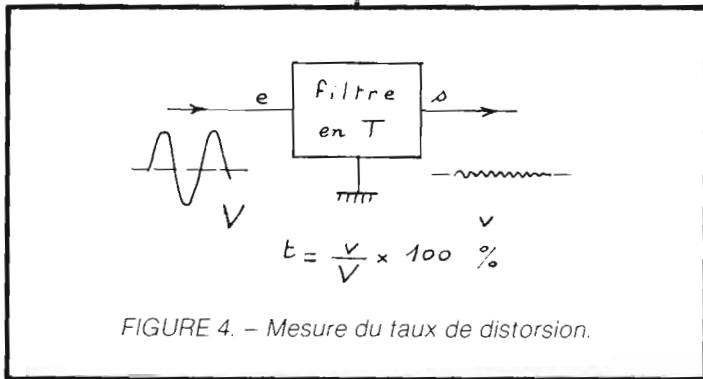 e
filtre
s
en T
V
v
t = v/V × 100 %
FIGURE 4. – Mesure du taux de distorsion.